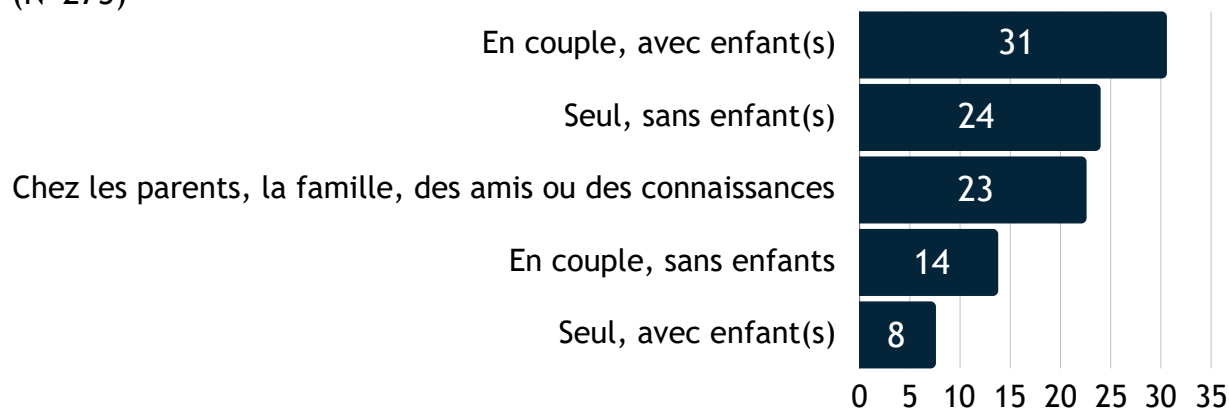 En couple, avec enfant(s) 31
Seul, sans enfant(s) 24
Chez les parents, la famille, des amis ou des connaissances 23
En couple, sans enfants 14
Seul, avec enfant(s) 8
0 5 10 15 20 25 30 35